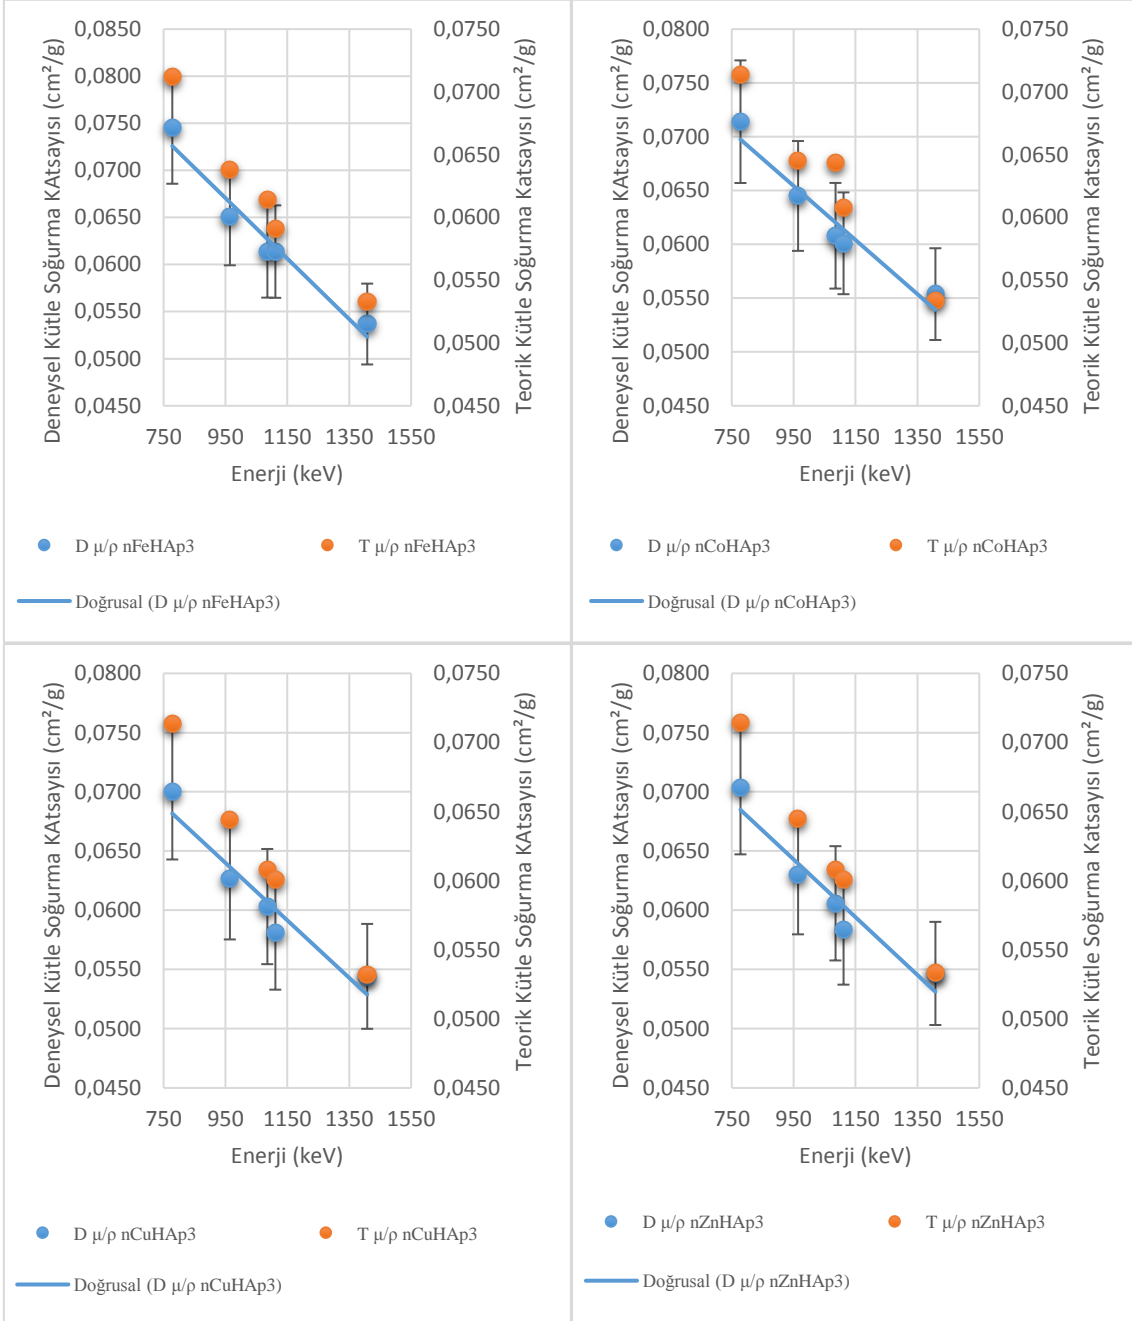 Deneysel Kütle Soğurma KAtsayısı (cm²/g)
0,0850
0,0800
0,0750
0,0700
0,0650
0,0600
0,0550
0,0500
0,0450
0,0750
0,0700
0,0650
0,0600
0,0550
0,0500
0,0450
Teorik Kütle Soğurma Katsayısı (cm²/g)
750 950 1150 1350 1550
Enerji (keV)
D μ/ρ nFeHAp3 T μ/ρ nFeHAp3
Doğrusal (D μ/ρ nFeHAp3)
Deneysel Kütle Soğurma KAtsayısı (cm²/g)
0,0800
0,0750
0,0700
0,0650
0,0600
0,0550
0,0500
0,0450
0,0750
0,0700
0,0650
0,0600
0,0550
0,0500
0,0450
Teorik Kütle Soğurma Katsayısı (cm²/g)
750 950 1150 1350 1550
Enerji (keV)
D μ/ρ nCoHAp3 T μ/ρ nCoHAp3
Doğrusal (D μ/ρ nCoHAp3)
Deneysel Kütle Soğurma KAtsayısı (cm²/g)
0,0800
0,0750
0,0700
0,0650
0,0600
0,0550
0,0500
0,0450
0,0750
0,0700
0,0650
0,0600
0,0550
0,0500
0,0450
Teorik Kütle Soğurma Katsayısı (cm²/g)
750 950 1150 1350 1550
Enerji (keV)
D μ/ρ nCuHAp3 T μ/ρ nCuHAp3
Doğrusal (D μ/ρ nCuHAp3)
Deneysel Kütle Soğurma KAtsayısı (cm²/g)
0,0800
0,0750
0,0700
0,0650
0,0600
0,0550
0,0500
0,0450
0,0750
0,0700
0,0650
0,0600
0,0550
0,0500
0,0450
Teorik Kütle Soğurma Katsayısı (cm²/g)
750 950 1150 1350 1550
Enerji (keV)
D μ/ρ nZnHAp3 T μ/ρ nZnHAp3
Doğrusal (D μ/ρ nZnHAp3)